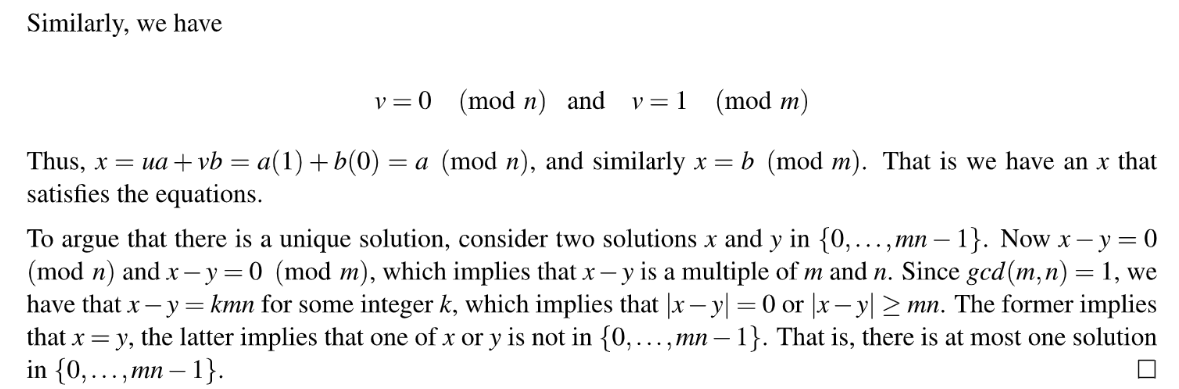 Similarly, we have
v = 0 (mod n) and v = 1 (mod m)
Thus, x = ua + vb = a(1) + b(0) = a (mod n), and similarly x = b (mod m). That is we have an x that
satisfies the equations.
To argue that there is a unique solution, consider two solutions x and y in {0,...,mn − 1}. Now x − y = 0
(mod n) and x − y = 0 (mod m), which implies that x − y is a multiple of m and n. Since gcd(m,n) = 1, we
have that x − y = kmn for some integer k, which implies that |x − y| = 0 or |x − y| ≥ mn. The former implies
that x = y, the latter implies that one of x or y is not in {0,...,mn − 1}. That is, there is at most one solution
in {0,...,mn − 1}. □